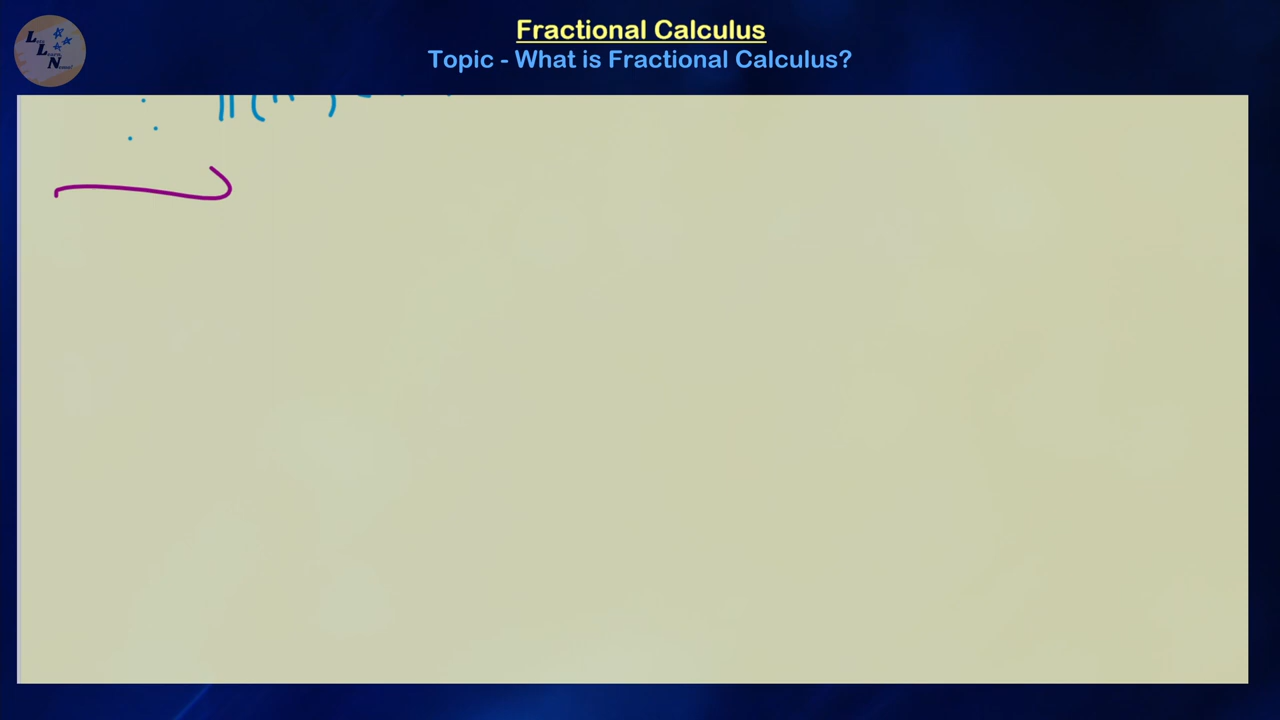 Fractional Calculus
Topic - What is Fractional Calculus?
L
L
N